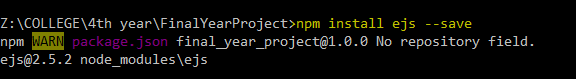 Z:\COLLEGE\4th year\FinalYearProject>npm install ejs --save
npm WARN package.json final_year_project@1.0.0 No repository field.
ejs@2.5.2 node_modules\ejs